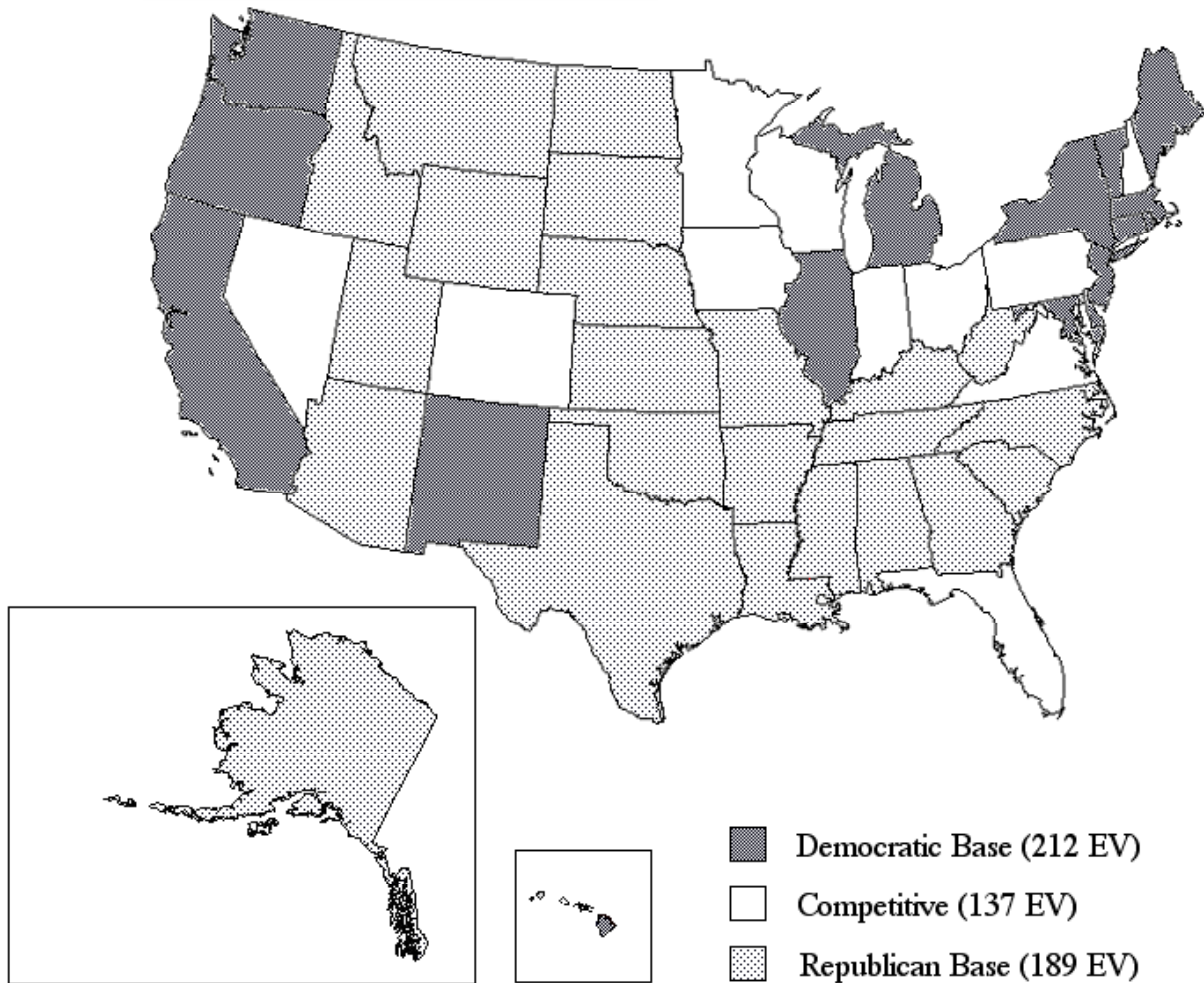 Democratic Base (212 EV)
Competitive (137 EV)
Republican Base (189 EV)